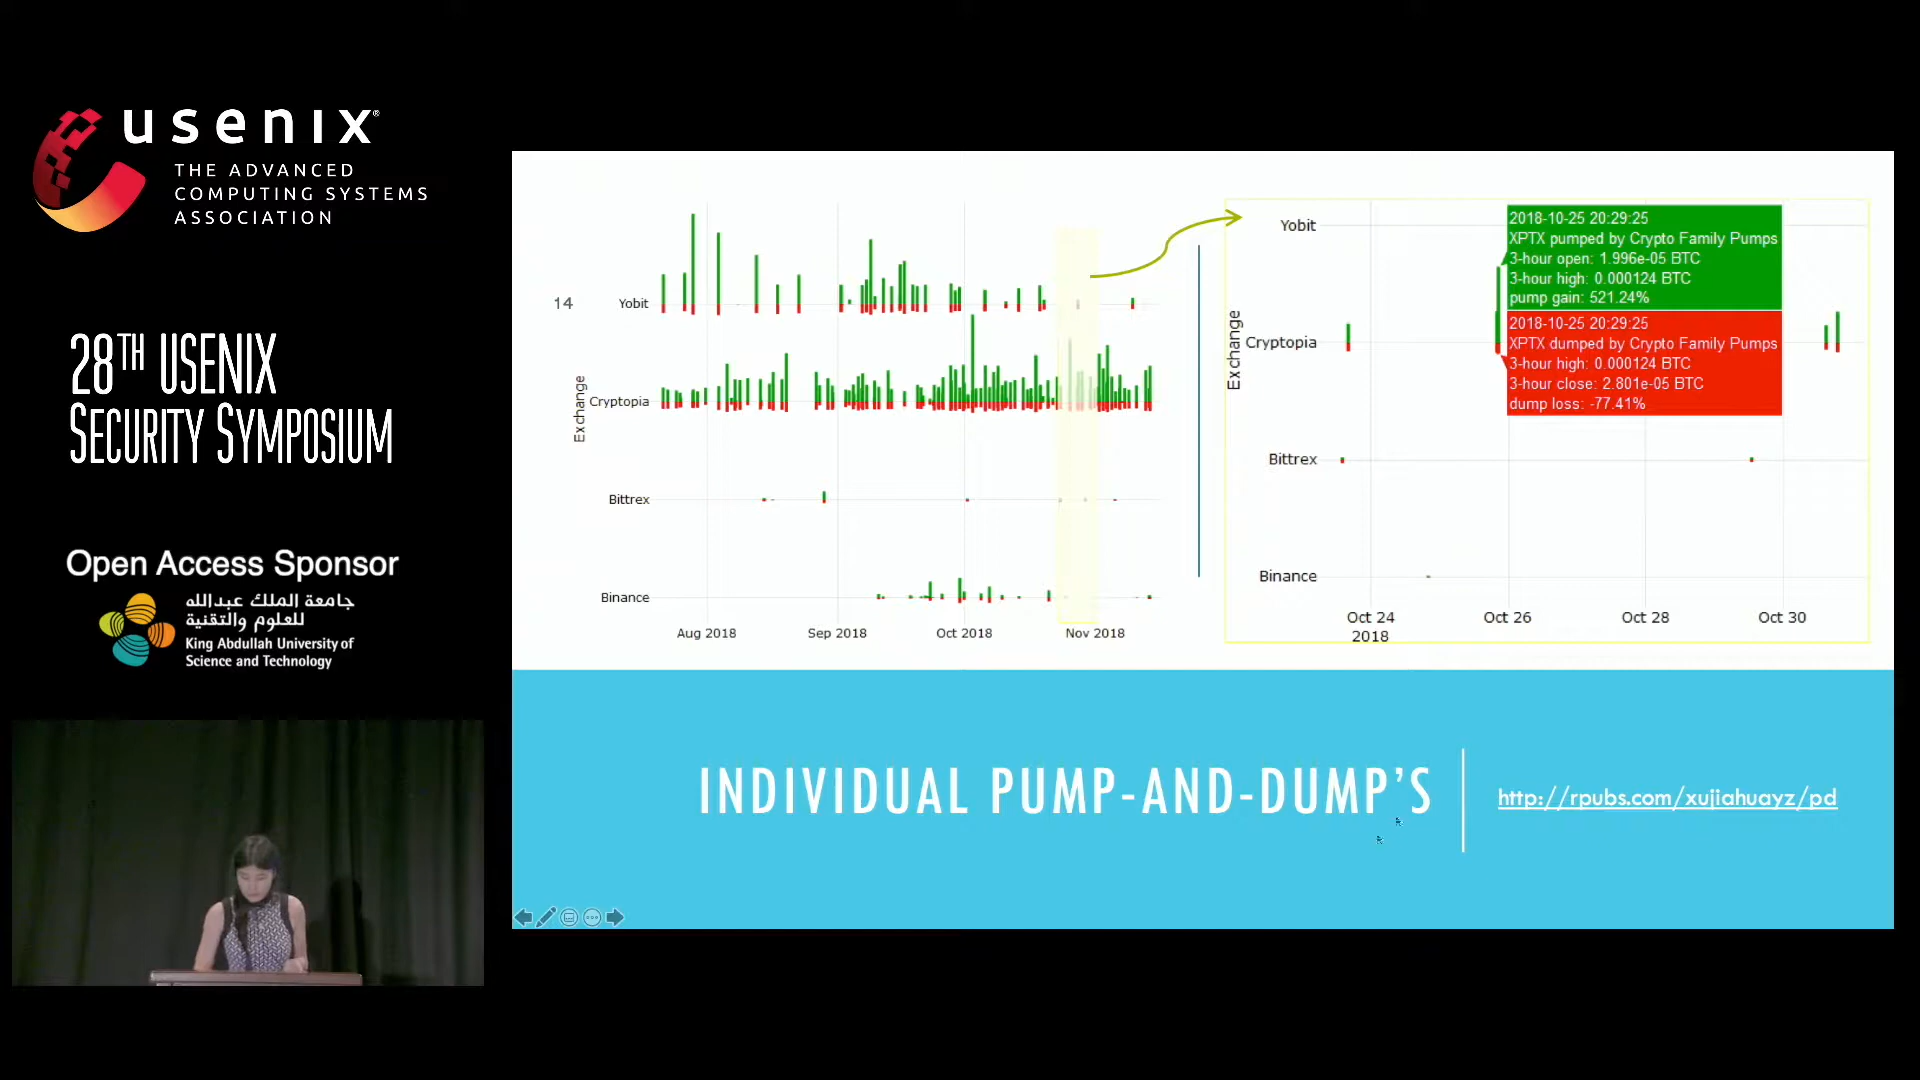 usenix®
THE ADVANCED
COMPUTING SYSTEMS
ASSOCIATION
28TH USENIX
SECURITY SYMPOSIUM
Open Access Sponsor
جامعة الملك عبدالله
للعلوم والتقنية
King Abdullah University of
Science and Technology
14
Exchange
Yobit
Cryptopia
Bittrex
Binance
Aug 2018
Sep 2018
Oct 2018
Nov 2018
Exchange
Yobit
Cryptopia
Bittrex
Binance
2018-10-25 20:29:25
XPTX pumped by Crypto Family Pumps
3-hour open: 1.996e-05 BTC
3-hour high: 0.000124 BTC
pump gain: 521.24%
2018-10-25 20:29:25
XPTX dumped by Crypto Family Pumps
3-hour high: 0.000124 BTC
3-hour close: 2.801e-05 BTC
dump loss: -77.41%
Oct 24
2018
Oct 26
Oct 28
Oct 30
INDIVIDUAL PUMP-AND-DUMP'S
http://rpubs.com/xujiahuayz/pd